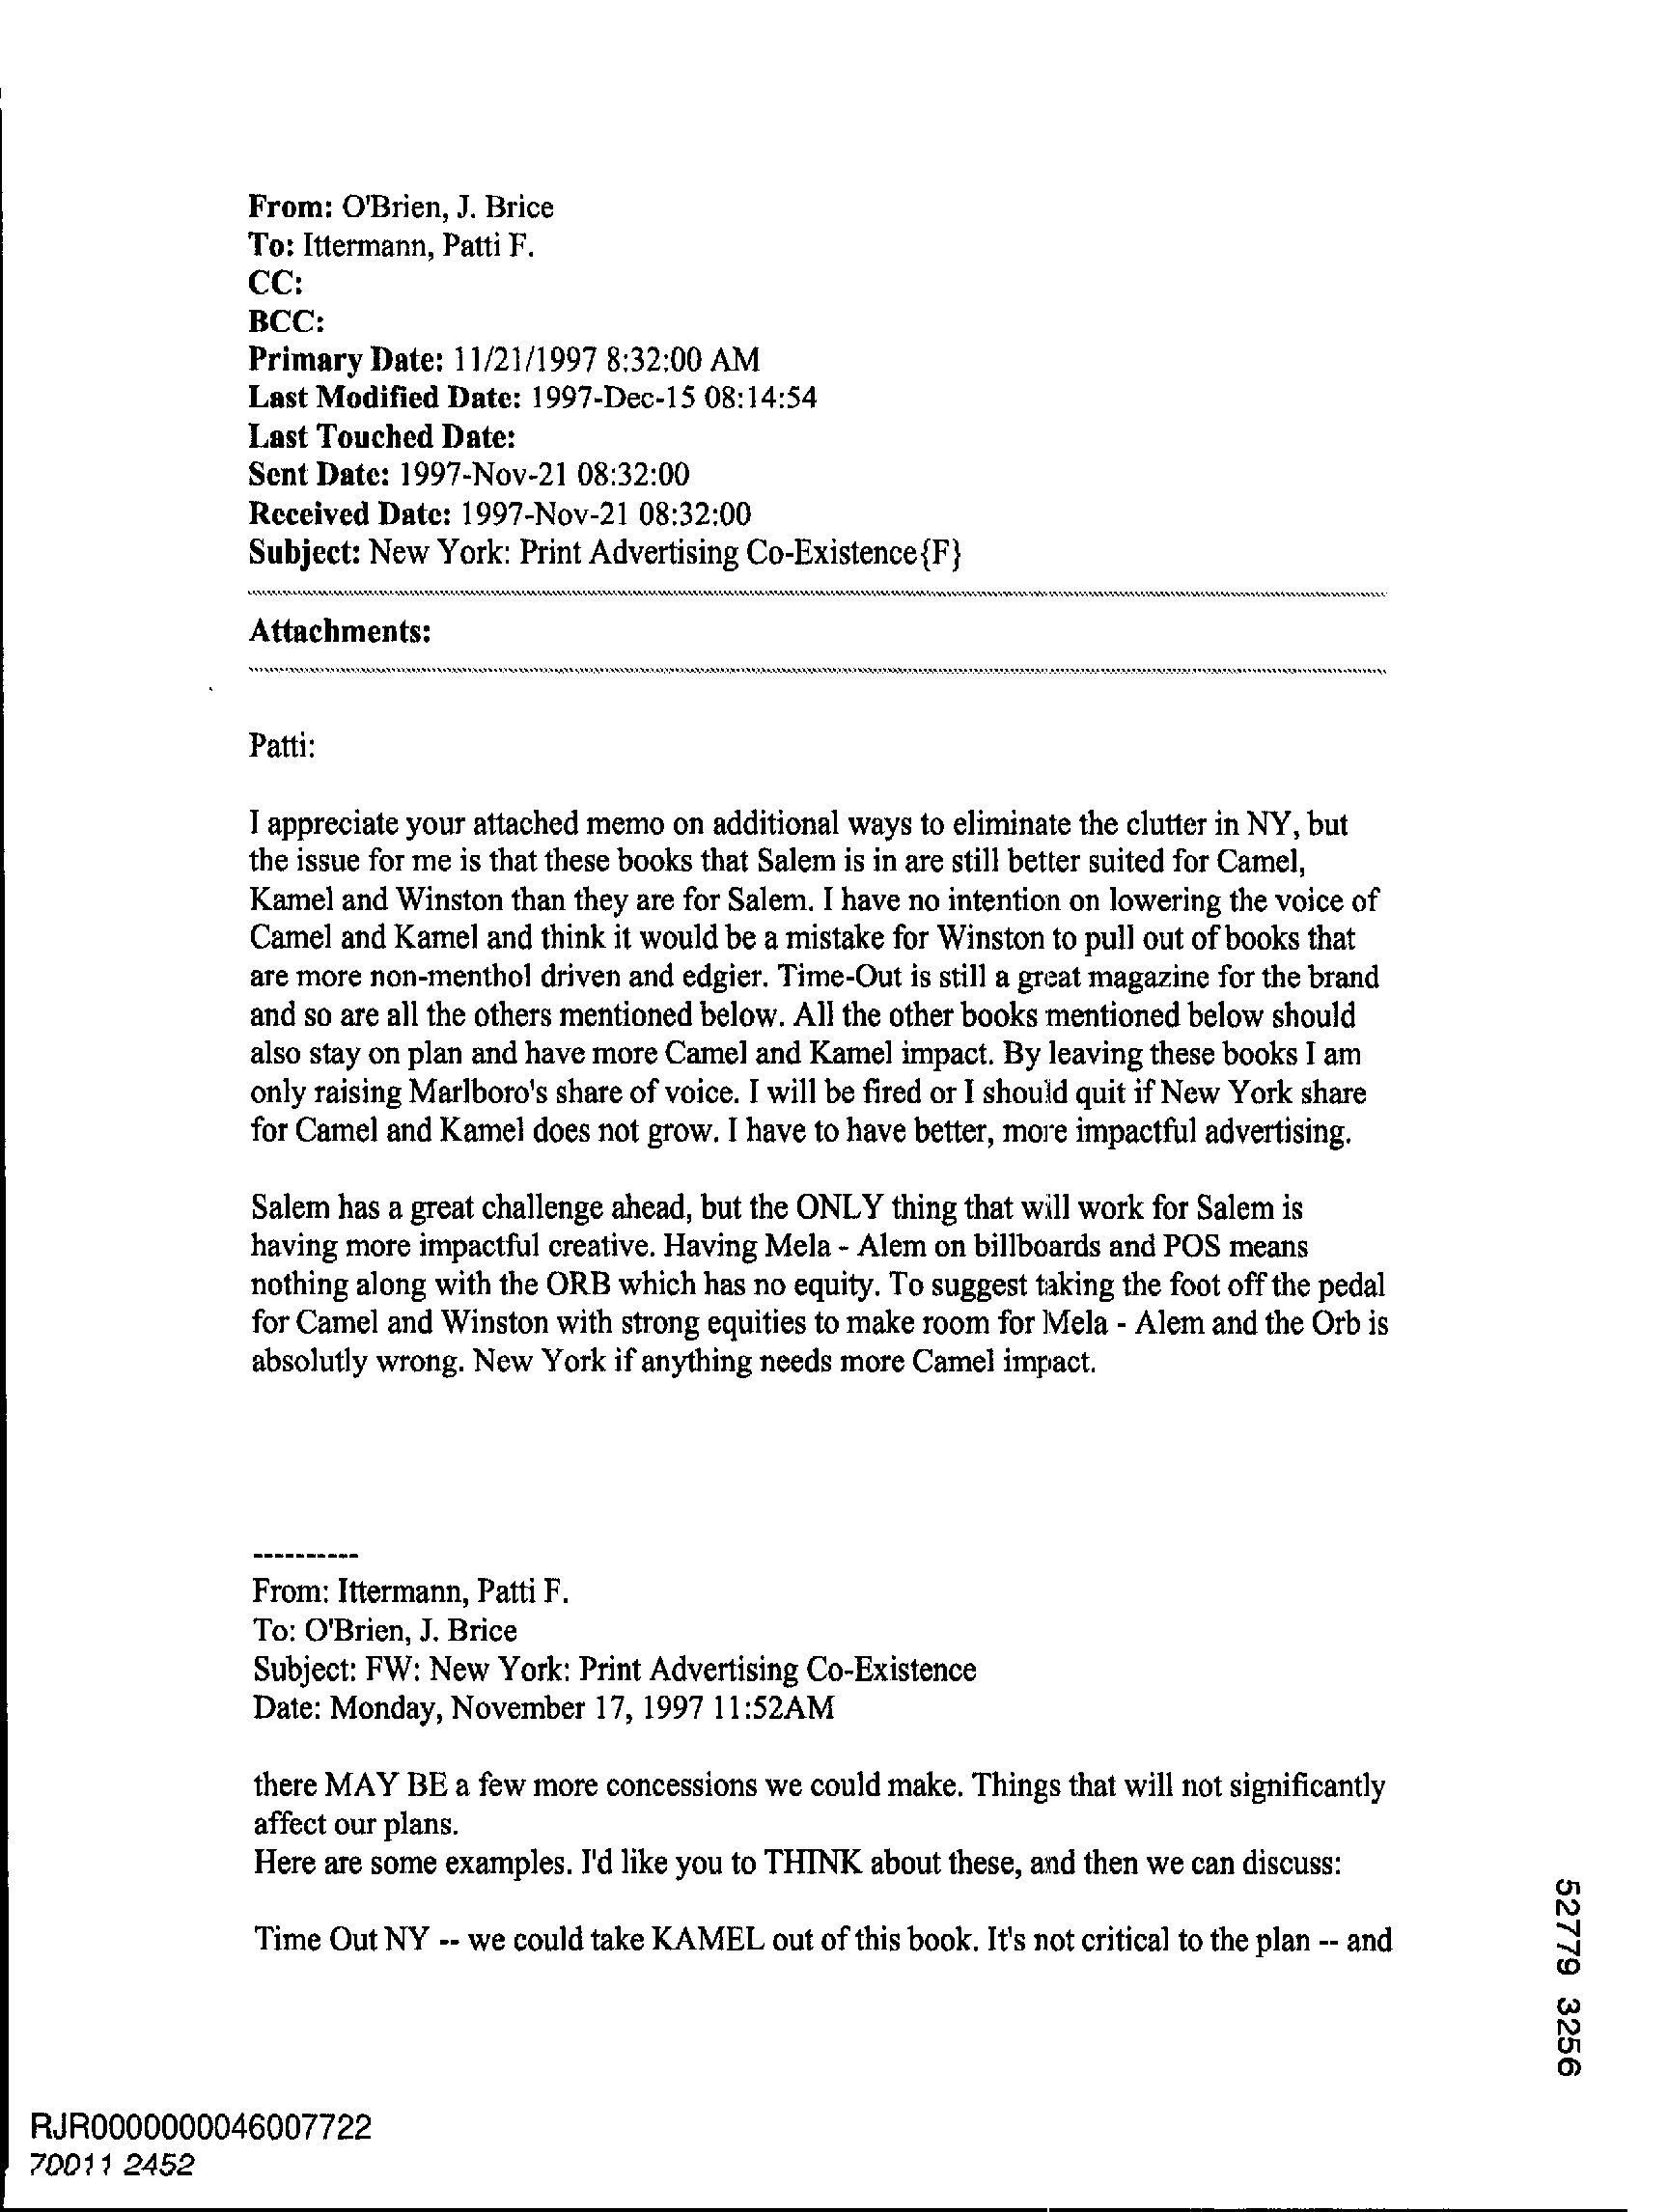 From: O'Brien, J. Brice
To: Ittermann, Patti F.
CC:
BCC:
Primary Date: 11/21/1997 8:32:00 AM
Last Modified Date: 1997-Dec-15 08:14:54
Last Touched Date:
Sent Date: 1997-Nov-21 08:32:00
Received Date: 1997-Nov-21 08:32:00
Subject: New York: Print Advertising Co-Existence{F}
Attachments:
Patti:
I appreciate your attached memo on additional ways to eliminate the clutter in NY, but
the issue for me is that these books that Salem is in are still better suited for Camel,
Kamel and Winston than they are for Salem. I have no intention on lowering the voice of
Camel and Kamel and think it would be a mistake for Winston to pull out of books that
are more non-menthol driven and edgier. Time-Out is still a great magazine for the brand
and so are all the others mentioned below. All the other books mentioned below should
also stay on plan and have more Camel and Kamel impact. By leaving these books I am
only raising Marlboro's share of voice. I will be fired or I should quit if New York share
for Camel and Kamel does not grow. I have to have better, more impactful advertising.
Salem has a great challenge ahead, but the ONLY thing that will work for Salem is
having more impactful creative. Having Mela - Alem on billboards and POS means
nothing along with the ORB which has no equity. To suggest taking the foot off the pedal
for Camel and Winston with strong equities to make room for Mela - Alem and the Orb is
absolutly wrong. New York if anything needs more Camel impact.
----------
From: Ittermann, Patti F.
To: O'Brien, J. Brice
Subject: FW: New York: Print Advertising Co-Existence
Date: Monday, November 17, 1997 11:52AM
there MAY BE a few more concessions we could make. Things that will not significantly
affect our plans.
Here are some examples. I'd like you to THINK about these, and then we can discuss:
Time Out NY -- we could take KAMEL out of this book. It's not critical to the plan -- and
52779 3256
RJR0000000046007722
70011 2452